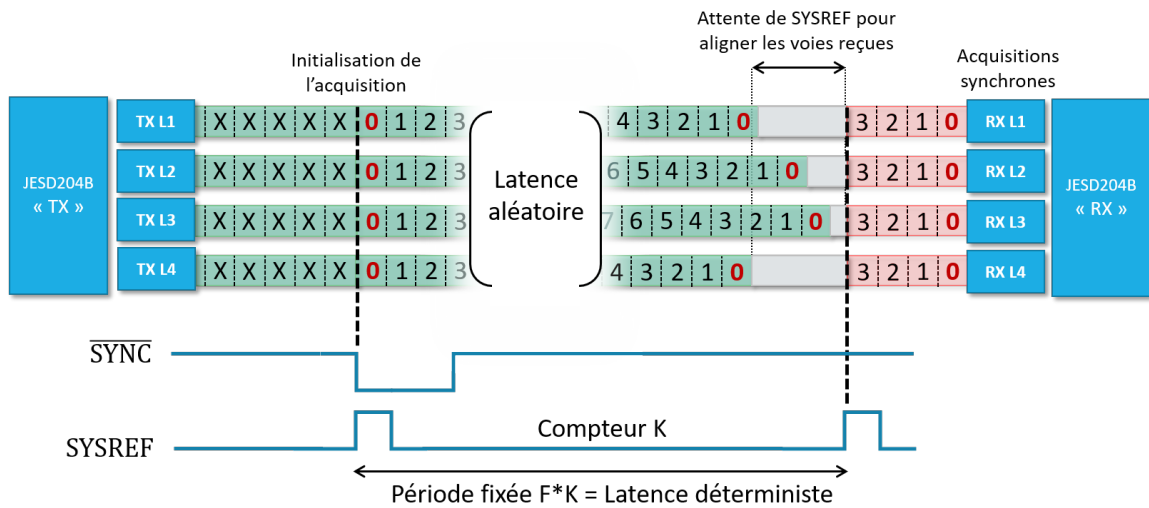 Attente de SYSREF pour
aligner les voies reçues
Initialisation de
l'acquisition
Acquisitions
synchrones
JESD204B
« TX »
TX L1
X X X X X 0 1 2 3
4 3 2 1 0
3 2 1 0
RX L1
TX L2
X X X X X 0 1 2 3
6 5 4 3 2 1 0
3 2 1 0
RX L2
Latence
aléatoire
JESD204B
« RX »
TX L3
X X X X X 0 1 2 3
7 6 5 4 3 2 1 0
3 2 1 0
RX L3
TX L4
X X X X X 0 1 2 3
4 3 2 1 0
3 2 1 0
RX L4
SYNC
SYSREF
Compteur K
Période fixée F*K = Latence déterministe